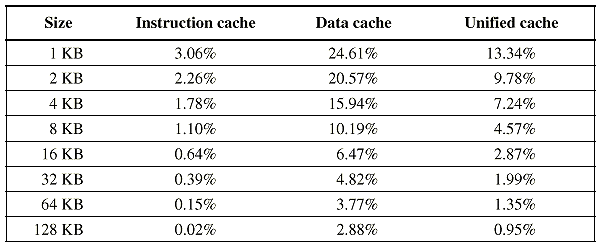 Size Instruction cache Data cache Unified cache
1 KB 3.06% 24.61% 13.34%
2 KB 2.26% 20.57% 9.78%
4 KB 1.78% 15.94% 7.24%
8 KB 1.10% 10.19% 4.57%
16 KB 0.64% 6.47% 2.87%
32 KB 0.39% 4.82% 1.99%
64 KB 0.15% 3.77% 1.35%
128 KB 0.02% 2.88% 0.95%